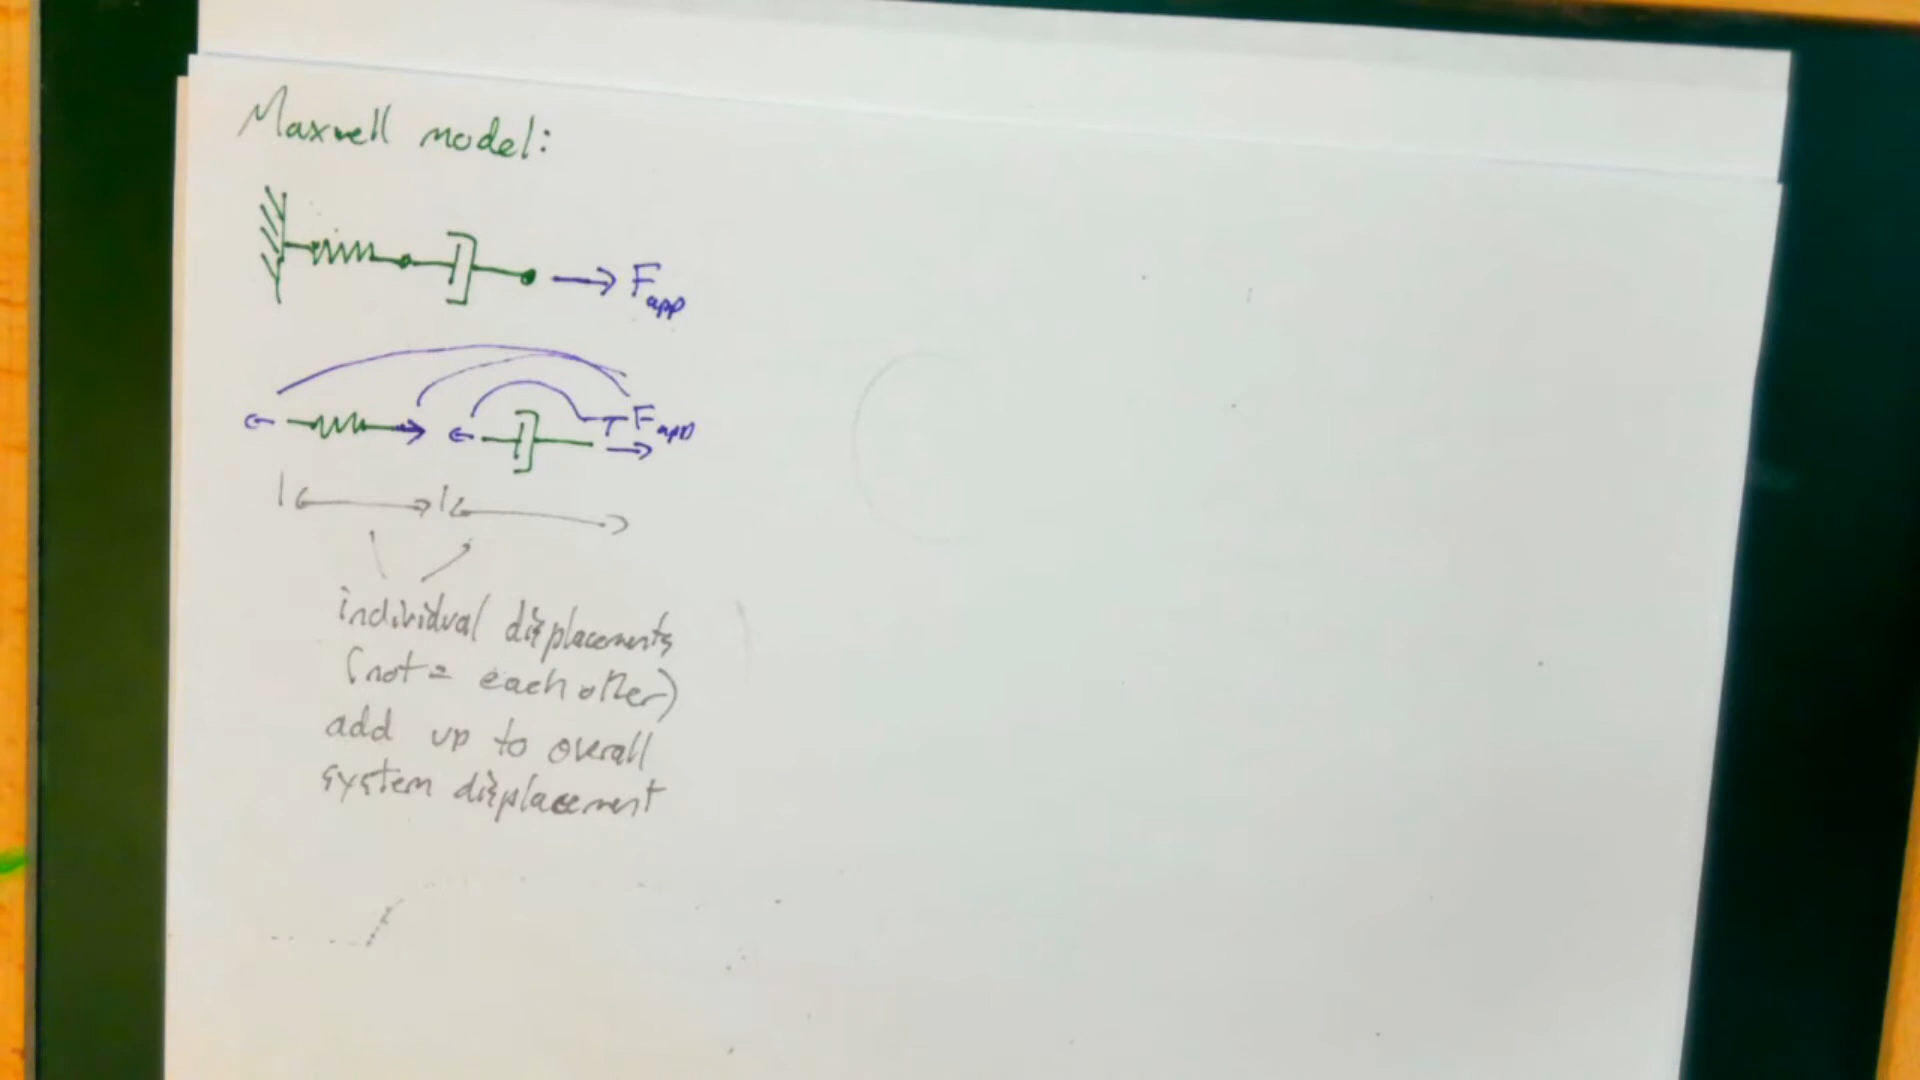 Maxwell model:
Fapp
Fapp
individual displacements
(not = each other)
add up to overall
system displacement